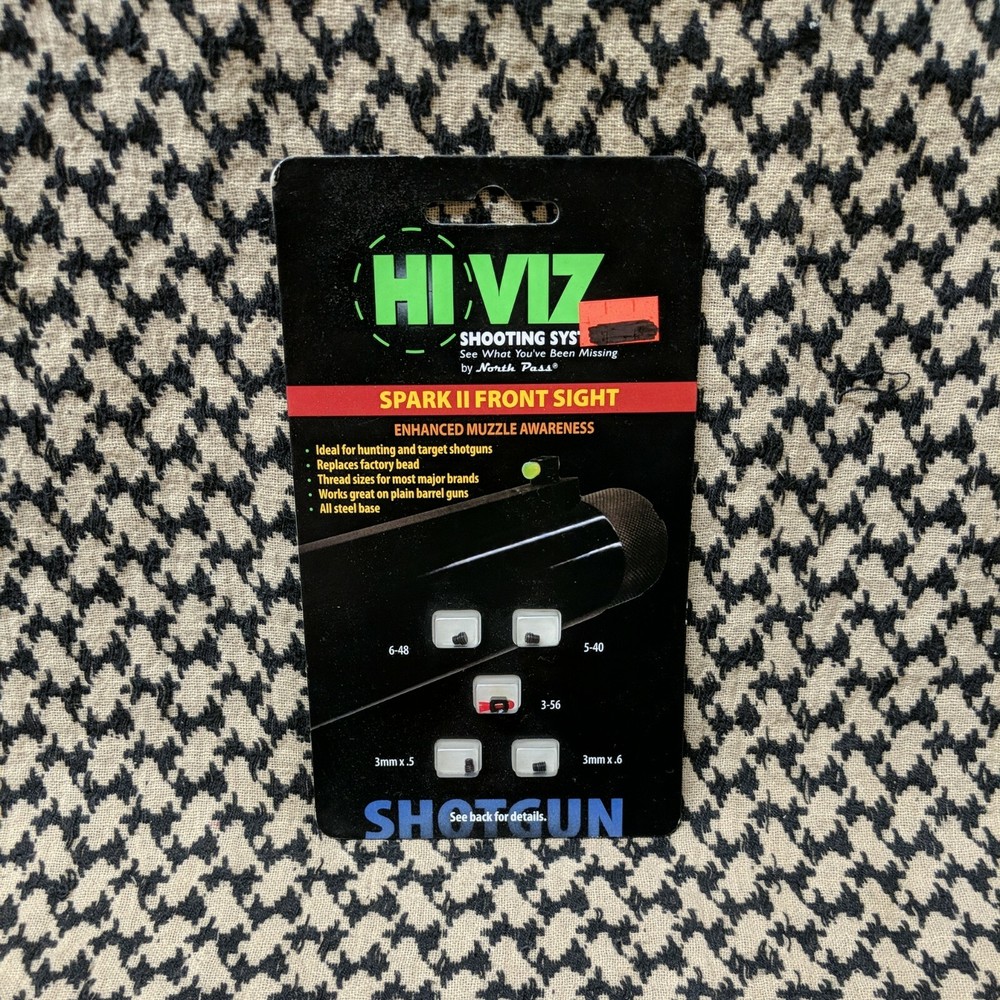 HI VIZ
SHOOTING SYST
See What You've Been Missing
by North Pass®
SPARK II FRONT SIGHT
ENHANCED MUZZLE AWARENESS
• Ideal for hunting and target shotguns
• Replaces factory bead
• Thread sizes for most major brands
• Works great on plain barrel guns
• All steel base
6-48
5-40
3-56
3mm x .5
3mm x .6
SHOTGUN
See back for details.